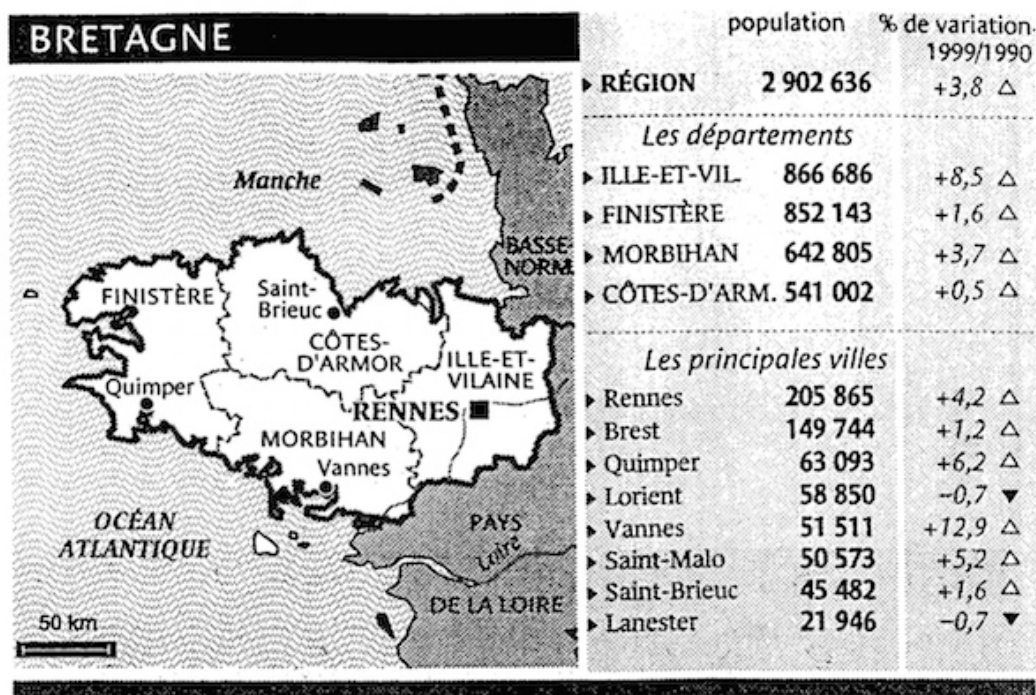 BRETAGNE
Manche
BASSE-
NORM.
FINISTÈRE
Saint-
Brieuc
CÔTES-
D'ARMOR
ILLE-ET-
VILAINE
Quimper
RENNES
MORBIHAN
Vannes
OCÉAN
ATLANTIQUE
PAYS
Loire
DE LA LOIRE
50 km
population % de variation
1999/1990
RÉGION 2 902 636 +3,8
Les départements
ILLE-ET-VIL. 866 686 +8,5
FINISTÈRE 852 143 +1,6
MORBIHAN 642 805 +3,7
CÔTES-D'ARM. 541 002 +0,5
Les principales villes
Rennes 205 865 +4,2
Brest 149 744 +1,2
Quimper 63 093 +6,2
Lorient 58 850 −0,7
Vannes 51 511 +12,9
Saint-Malo 50 573 +5,2
Saint-Brieuc 45 482 +1,6
Lanester 21 946 −0,7